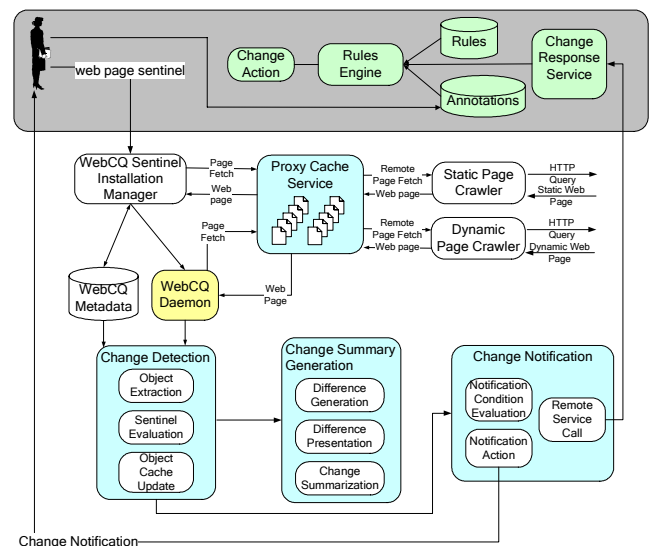 Rules
Change
Action
Rules
Engine
Change
Response
Service
web page sentinel
Annotations
WebCQ Sentinel
Installation
Manager
Page
Fetch
Web
page
Proxy Cache
Service
Remote
Page Fetch
Web page
Static Page
Crawler
HTTP
Query
Static Web
Page
Page
Fetch
Remote
Page Fetch
Web page
Dynamic
Page Crawler
HTTP
Query
Dynamic Web
Page
WebCQ
Metadata
WebCQ
Daemon
Web
Page
Change Detection
Object
Extraction
Sentinel
Evaluation
Object
Cache
Update
Change Summary
Generation
Difference
Generation
Difference
Presentation
Change
Summarization
Change Notification
Notification
Condition
Evaluation
Remote
Service
Call
Notification
Action
Change Notification